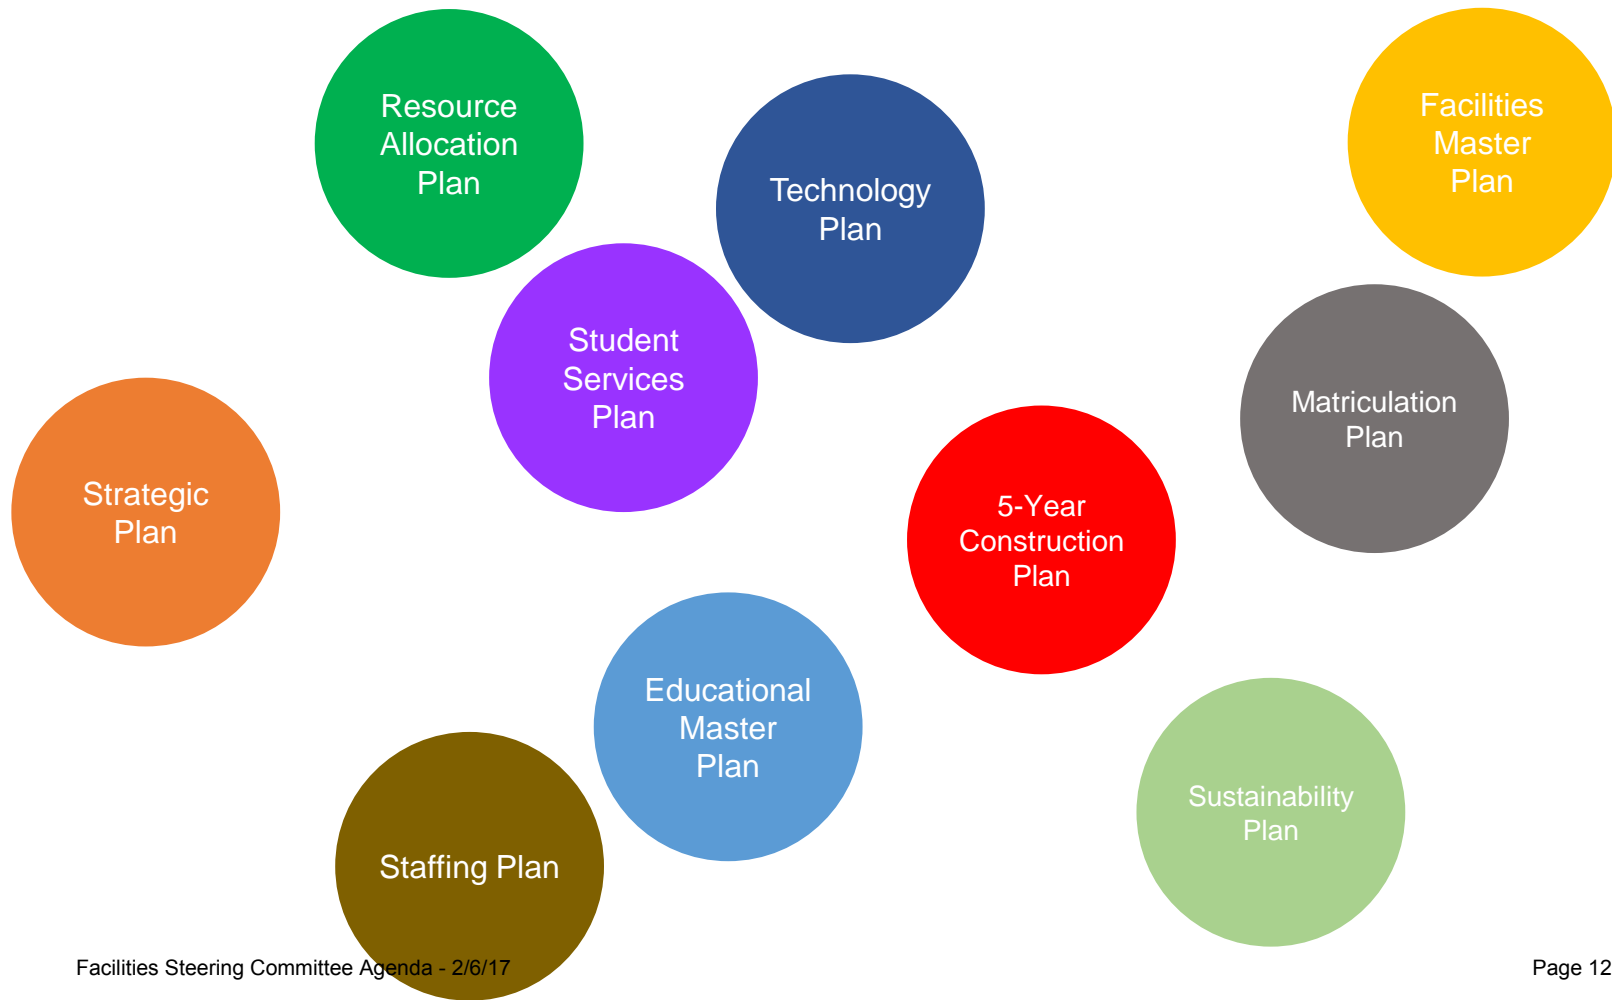 Resource
Allocation
Plan
Technology
Plan
Facilities
Master
Plan
Student
Services
Plan
Matriculation
Plan
Strategic
Plan
5-Year
Construction
Plan
Educational
Master
Plan
Sustainability
Plan
Staffing Plan
Facilities Steering Committee Agenda - 2/6/17
Page 12